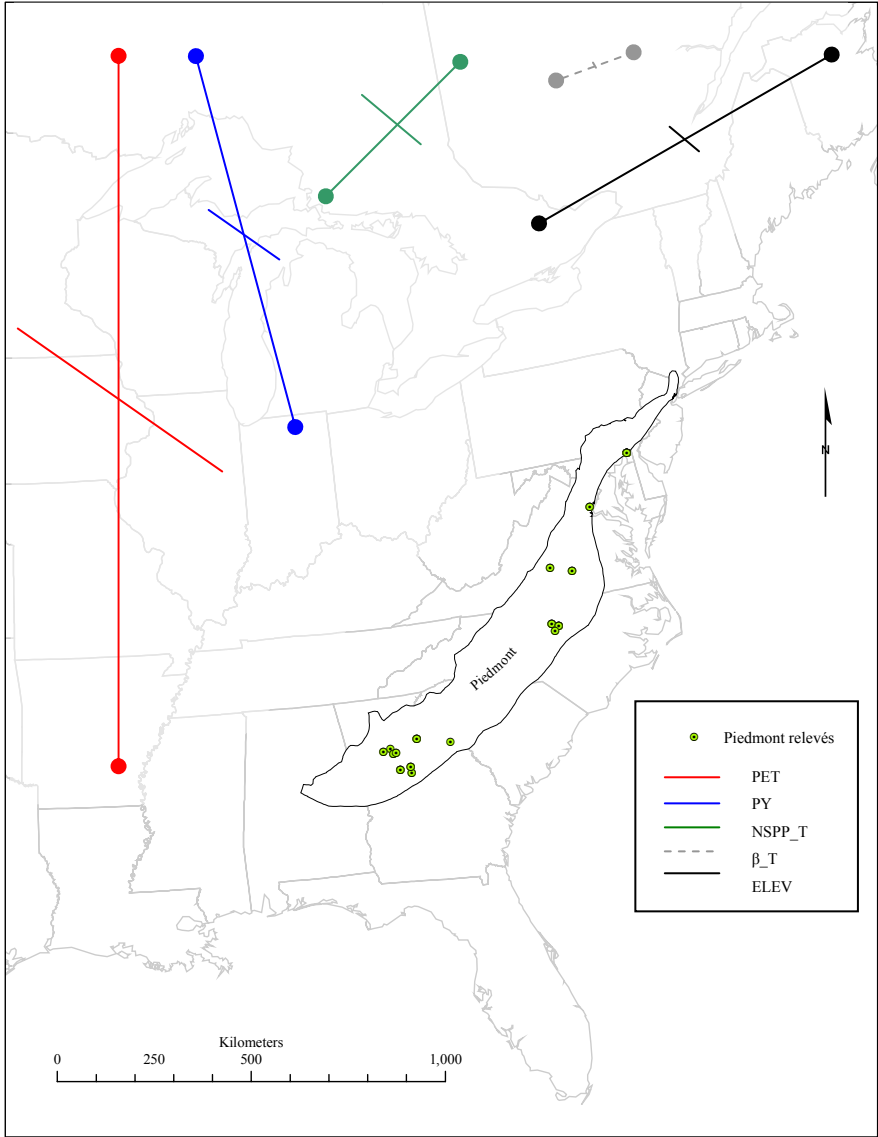 N
Piedmont
Piedmont relevés
PET
PY
NSPP_T
β_T
ELEV
Kilometers
0 250 500 1,000